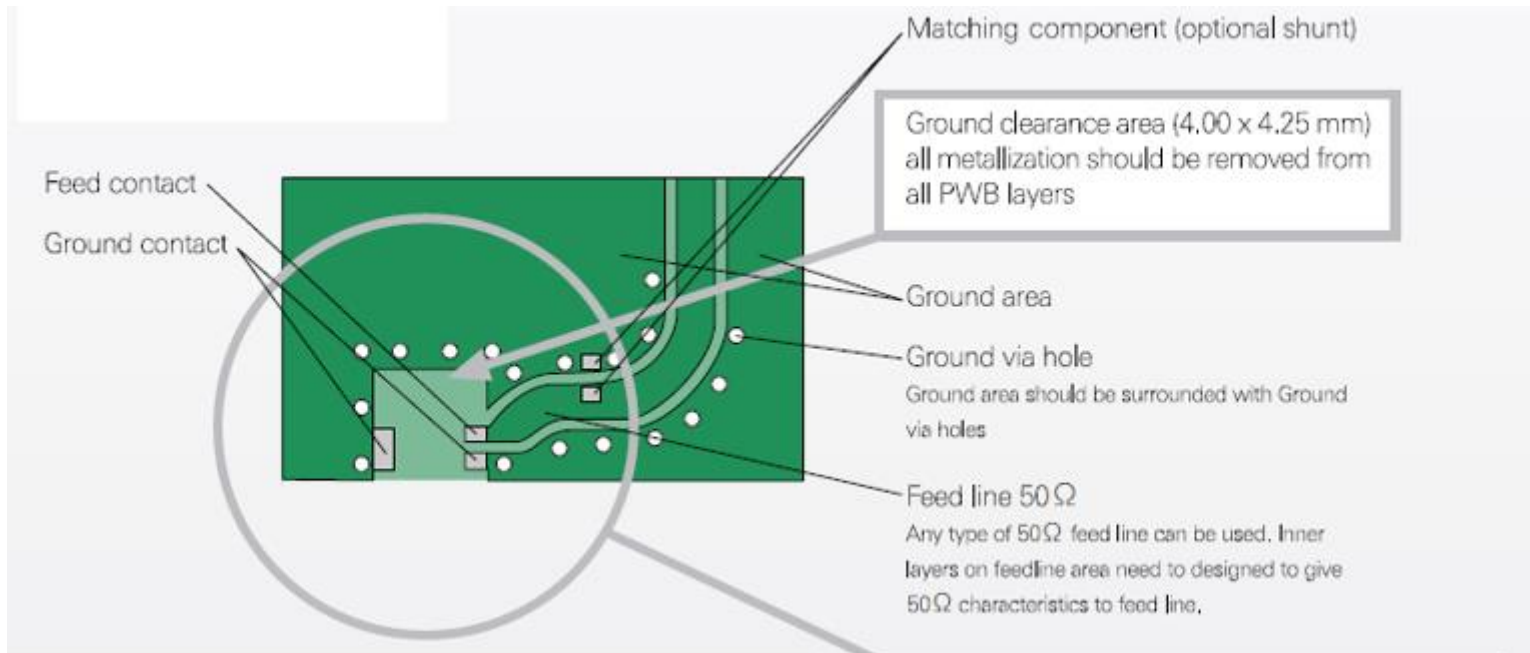 Matching component (optional shunt)
Ground clearance area (4.00 x 4.25 mm)
all metallization should be removed from
all PWB layers
Feed contact
Ground contact
Ground area
Ground via hole
Ground area should be surrounded with Ground
via holes
Feed line 50Ω
Any type of 50Ω feed line can be used. Inner
layers on feedline area need to designed to give
50Ω characteristics to feed line.